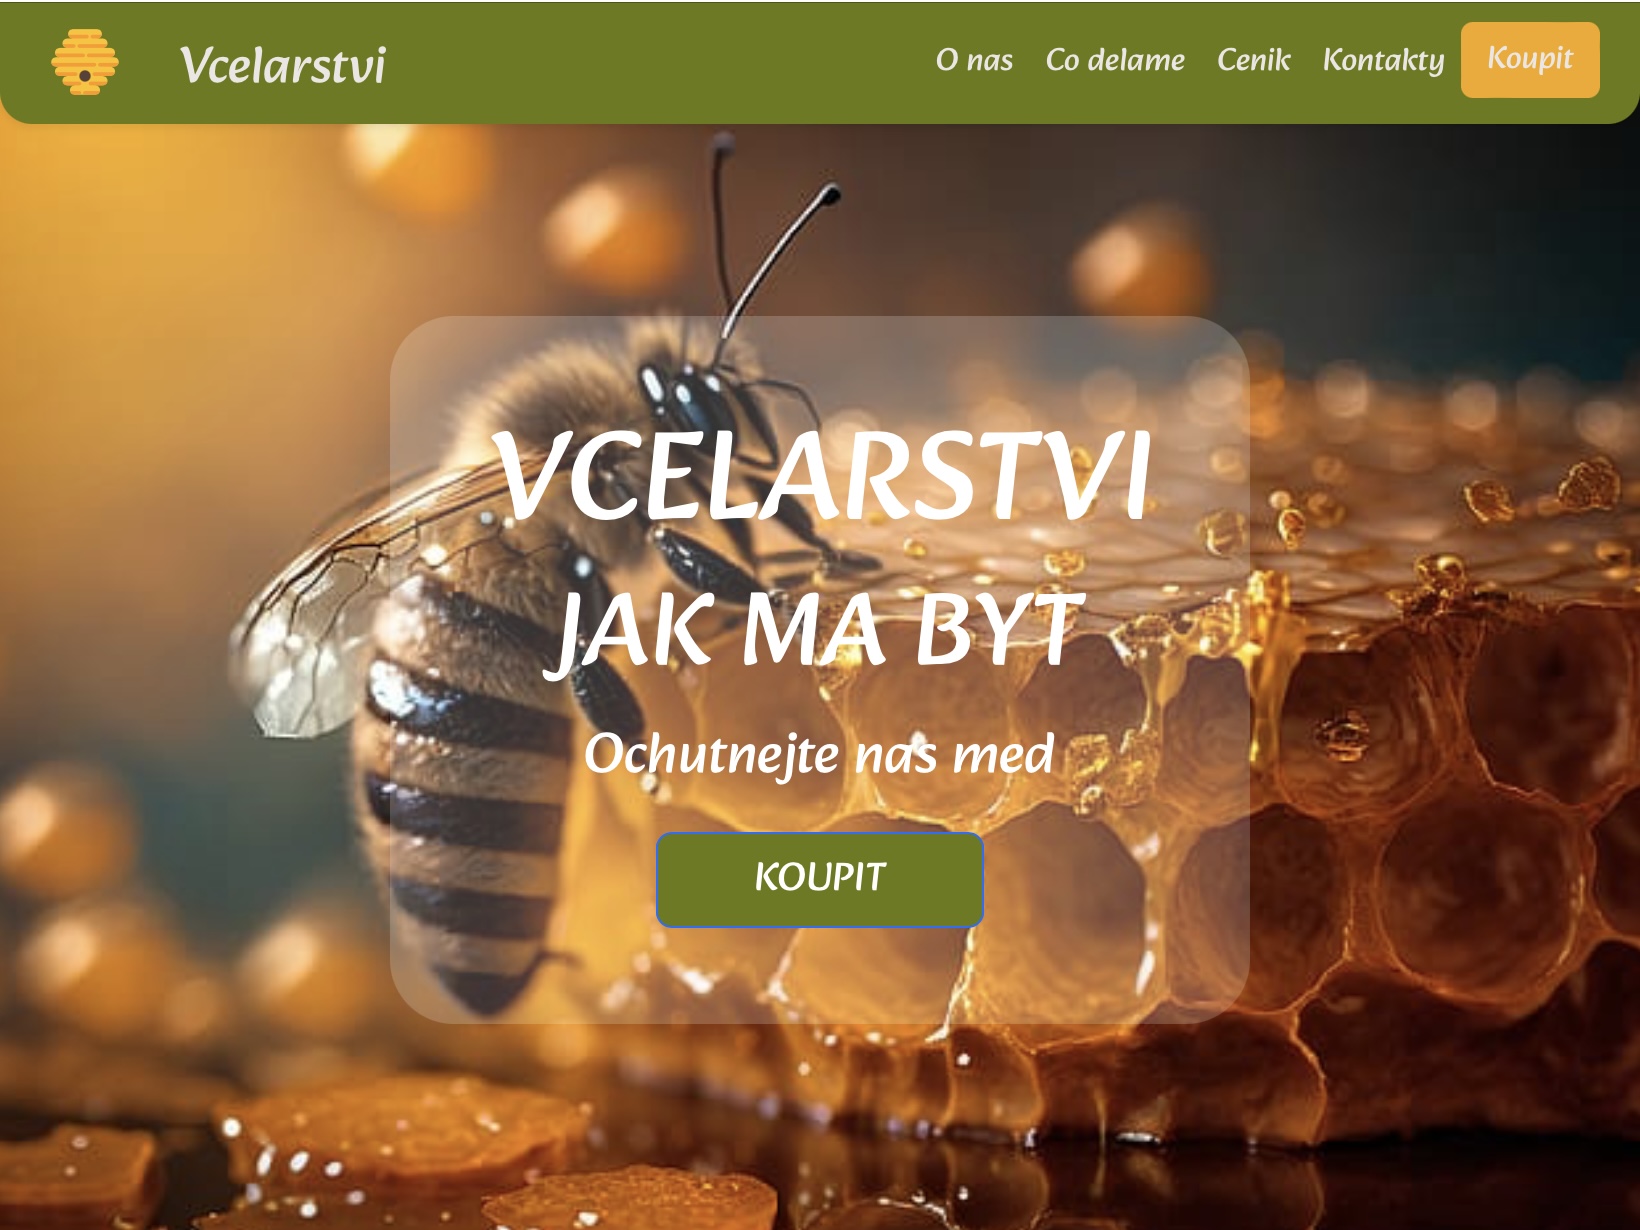 Vcelarstvi
O nas Co delame Cenik Kontakty Koupit
VCELARSTVI
JAK MA BYT
Ochutnejte nas med
KOUPIT